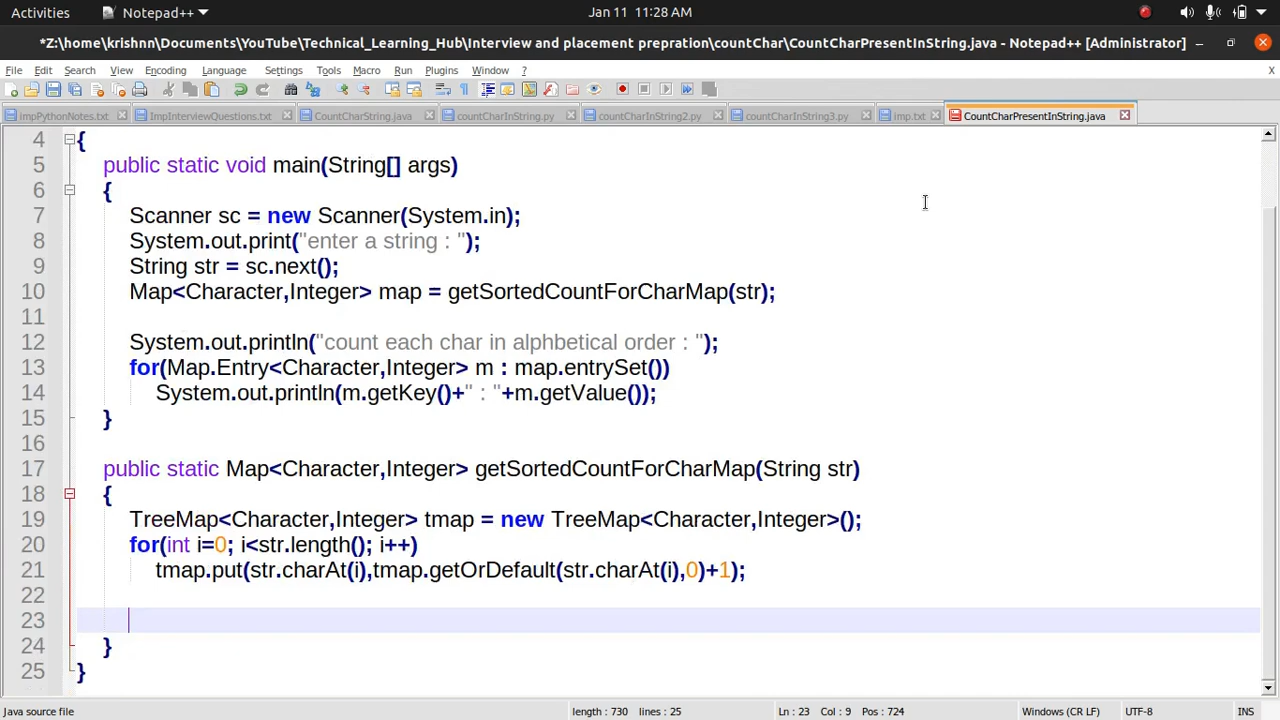 Activities Notepad++ Jan 11 11:28 AM
*Z:\home\krishnn\Documents\YouTube\Technical_Learning_Hub\Interview and placement prepration\countChar\CountCharPresentInString.java - Notepad++ [Administrator]
File Edit Search View Encoding Language Settings Tools Macro Run Plugins Window ? X
impPythonNotes.txt ImpInterviewQuestions.txt CountCharString.java countCharInString.py countCharInString2.py countCharInString3.py imp.txt CountCharPresentInString.java
4 {
5 public static void main(String[] args)
6 {
7 Scanner sc = new Scanner(System.in);
8 System.out.print("enter a string : ");
9 String str = sc.next();
10 Map<Character,Integer> map = getSortedCountForCharMap(str);
11
12 System.out.println("count each char in alphbetical order : ");
13 for(Map.Entry<Character,Integer> m : map.entrySet())
14 System.out.println(m.getKey()+" : "+m.getValue());
15 }
16
17 public static Map<Character,Integer> getSortedCountForCharMap(String str)
18 {
19 TreeMap<Character,Integer> tmap = new TreeMap<Character,Integer>();
20 for(int i=0; i<str.length(); i++)
21 tmap.put(str.charAt(i),tmap.getOrDefault(str.charAt(i),0)+1);
22
23
24 }
25 }
Java source file length : 730 lines : 25 Ln : 23 Col : 9 Pos : 724 Windows (CR LF) UTF-8 INS